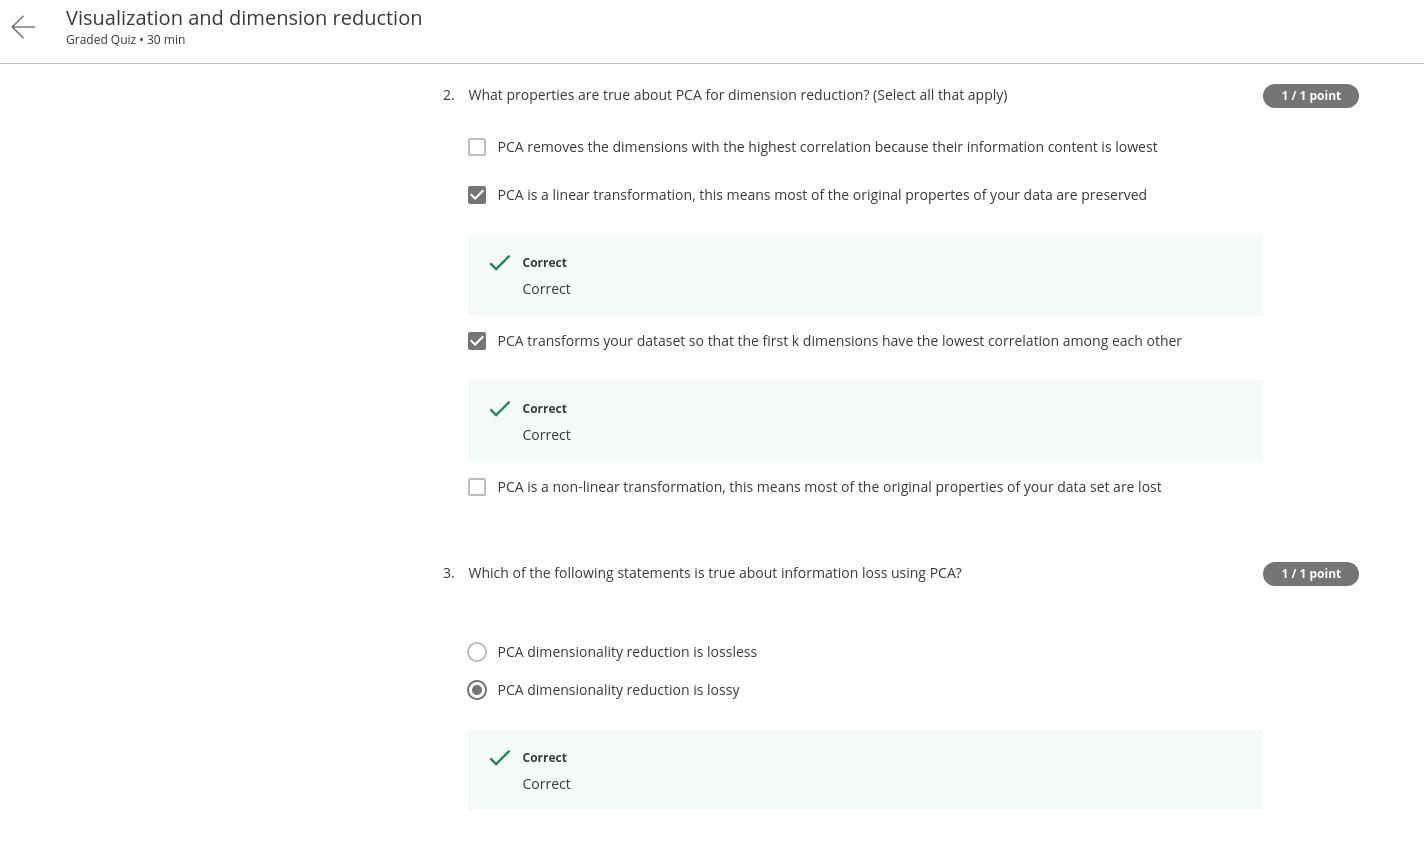 Visualization and dimension reduction
Graded Quiz • 30 min
2. What properties are true about PCA for dimension reduction? (Select all that apply)
1 / 1 point
PCA removes the dimensions with the highest correlation because their information content is lowest
PCA is a linear transformation, this means most of the original propertes of your data are preserved
Correct
Correct
PCA transforms your dataset so that the first k dimensions have the lowest correlation among each other
Correct
Correct
PCA is a non-linear transformation, this means most of the original properties of your data set are lost
3. Which of the following statements is true about information loss using PCA?
1 / 1 point
PCA dimensionality reduction is lossless
PCA dimensionality reduction is lossy
Correct
Correct